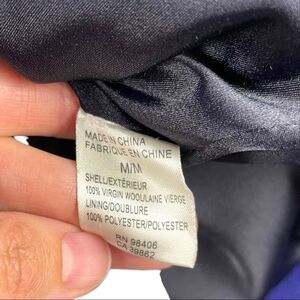 MADE IN CHINA
FABRIQUE EN CHINE
M/M
SHELL/EXTÉRIEUR
100% VIRGIN WOOL/LAINE VIERGE
LINING/DOUBLURE
100% POLYESTER/POLYESTER
RN 98406
CA 39862